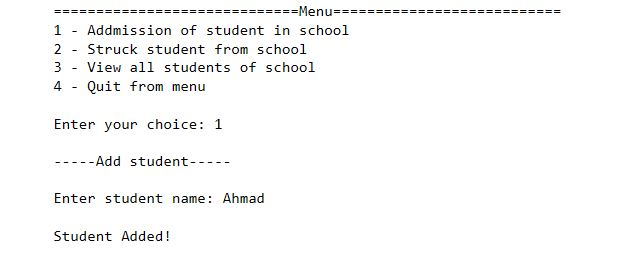 =============================Menu===========================
1 - Addmission of student in school
2 - Struck student from school
3 - View all students of school
4 - Quit from menu
Enter your choice: 1
-----Add student-----
Enter student name: Ahmad
Student Added!